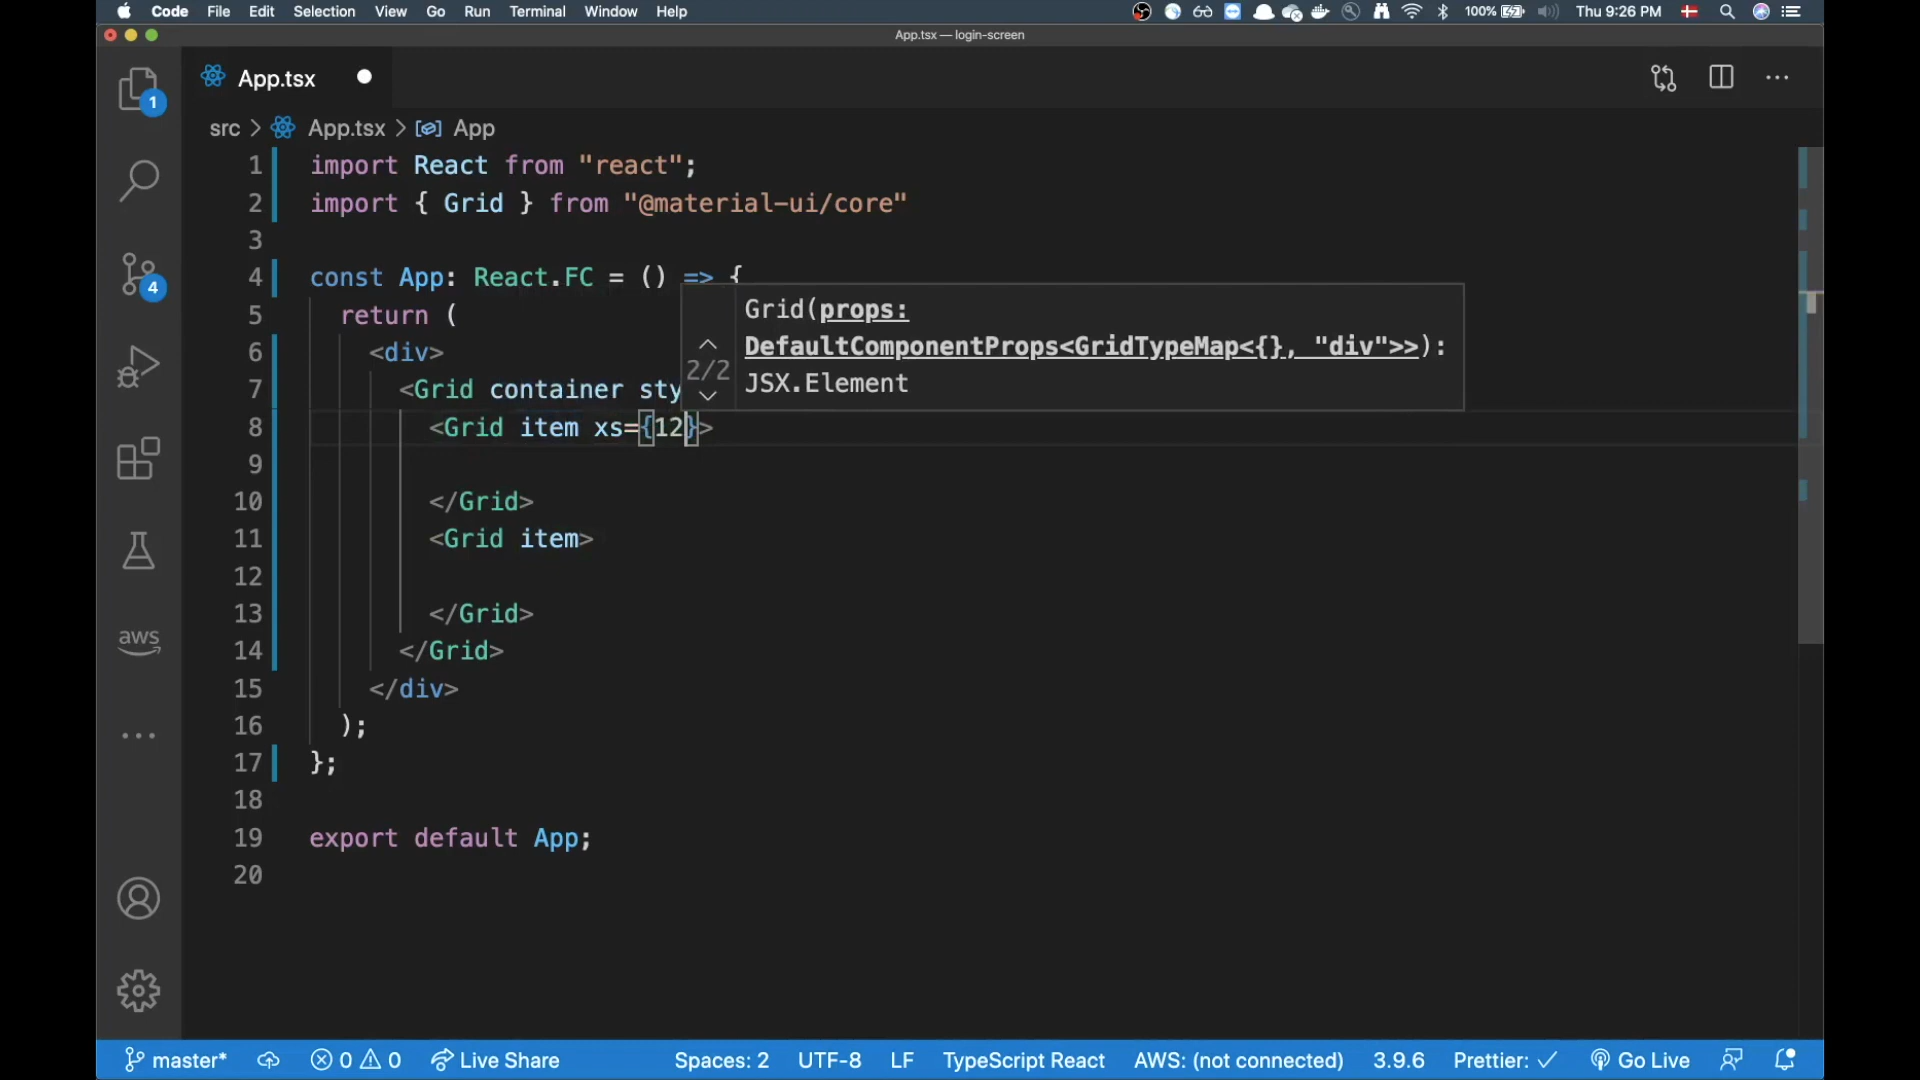 Code File Edit Selection View Go Run Terminal Window Help 100% Thu 9:26 PM
App.tsx — login-screen
App.tsx
1
src > App.tsx > App
1 import React from "react";
2 import { Grid } from "@material-ui/core"
3
4 const App: React.FC = () => {
4
5 return (
Grid(props:
6 <div>
DefaultComponentProps<GridTypeMap<{}, "div">>):
2/2
7 <Grid container sty
JSX.Element
8 <Grid item xs={12}>
9
10 </Grid>
11 <Grid item>
12
13 </Grid>
aws
14 </Grid>
15 </div>
16 );
17 };
18
19 export default App;
20
master* 0 0 Live Share Spaces: 2 UTF-8 LF TypeScript React AWS: (not connected) 3.9.6 Prettier: ✓ Go Live